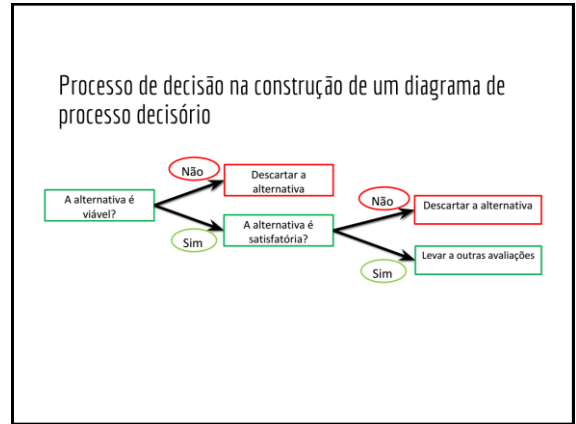 Processo de decisão na construção de um diagrama de
processo decisório
Não
Descartar a
alternativa
A alternativa é
viável?
Sim
A alternativa é
satisfatória?
Não
Descartar a alternativa
Sim
Levar a outras avaliações